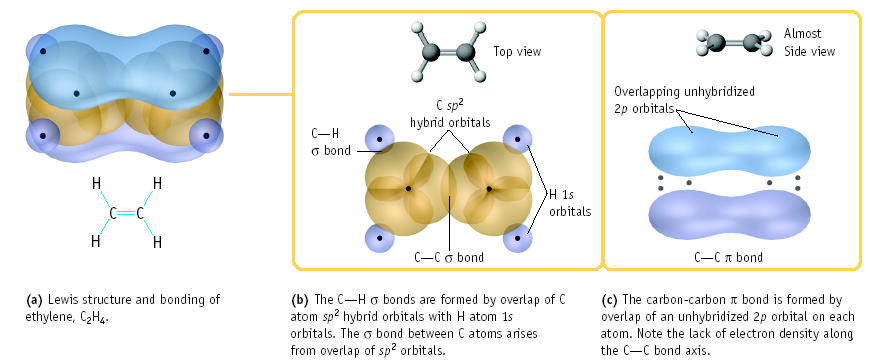 H H
C=C
H H
(a) Lewis structure and bonding of
ethylene, C₂H₄.
Top view
C sp²
hybrid orbitals
C—H
σ bond
H 1s
orbitals
C—C σ bond
(b) The C—H σ bonds are formed by overlap of C
atom sp² hybrid orbitals with H atom 1s
orbitals. The σ bond between C atoms arises
from overlap of sp² orbitals.
Almost
Side view
Overlapping unhybridized
2p orbitals
C—C π bond
(c) The carbon-carbon π bond is formed by
overlap of an unhybridized 2p orbital on each
atom. Note the lack of electron density along
the C—C bond axis.